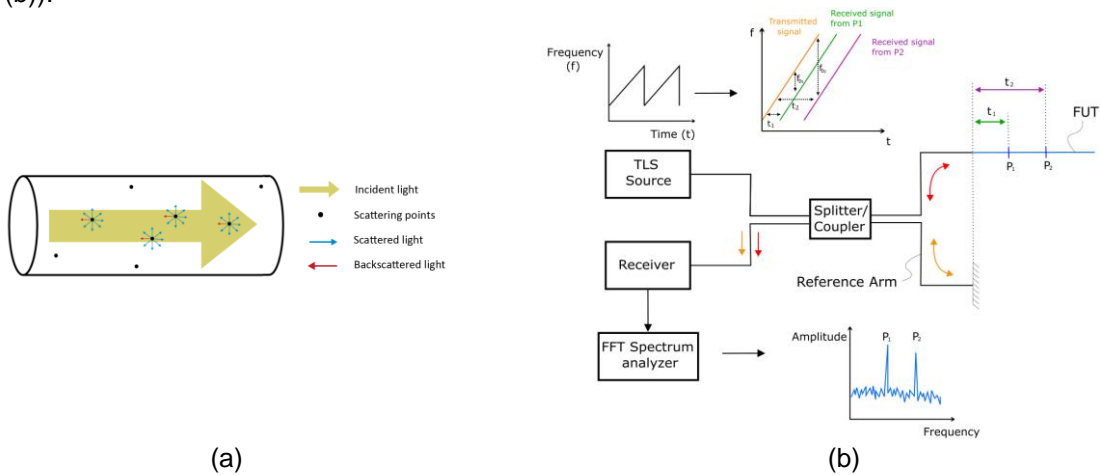 (b)):
Incident light
Scattering points
Scattered light
Backscattered light
(a)
Frequency
(f)
Time (t)
f
Transmitted
signal
Received signal
from P1
Received signal
from P2
t₁
t₂
t
t₂
t₁
FUT
P₁
P₂
TLS
Source
Splitter/
Coupler
Receiver
Reference Arm
FFT Spectrum
analyzer
Amplitude
P₁
P₂
Frequency
(b)